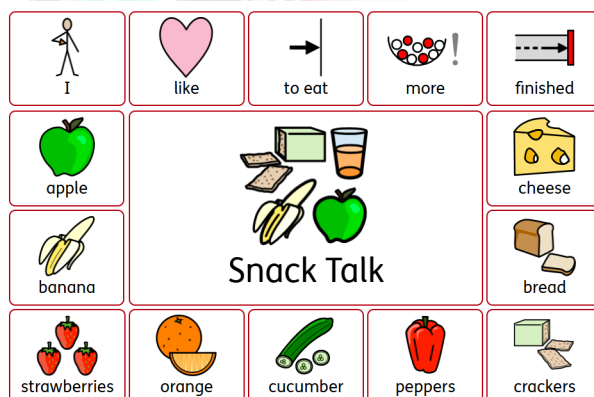 I
like
to eat
more
finished
apple
cheese
Snack Talk
banana
bread
strawberries
orange
cucumber
peppers
crackers